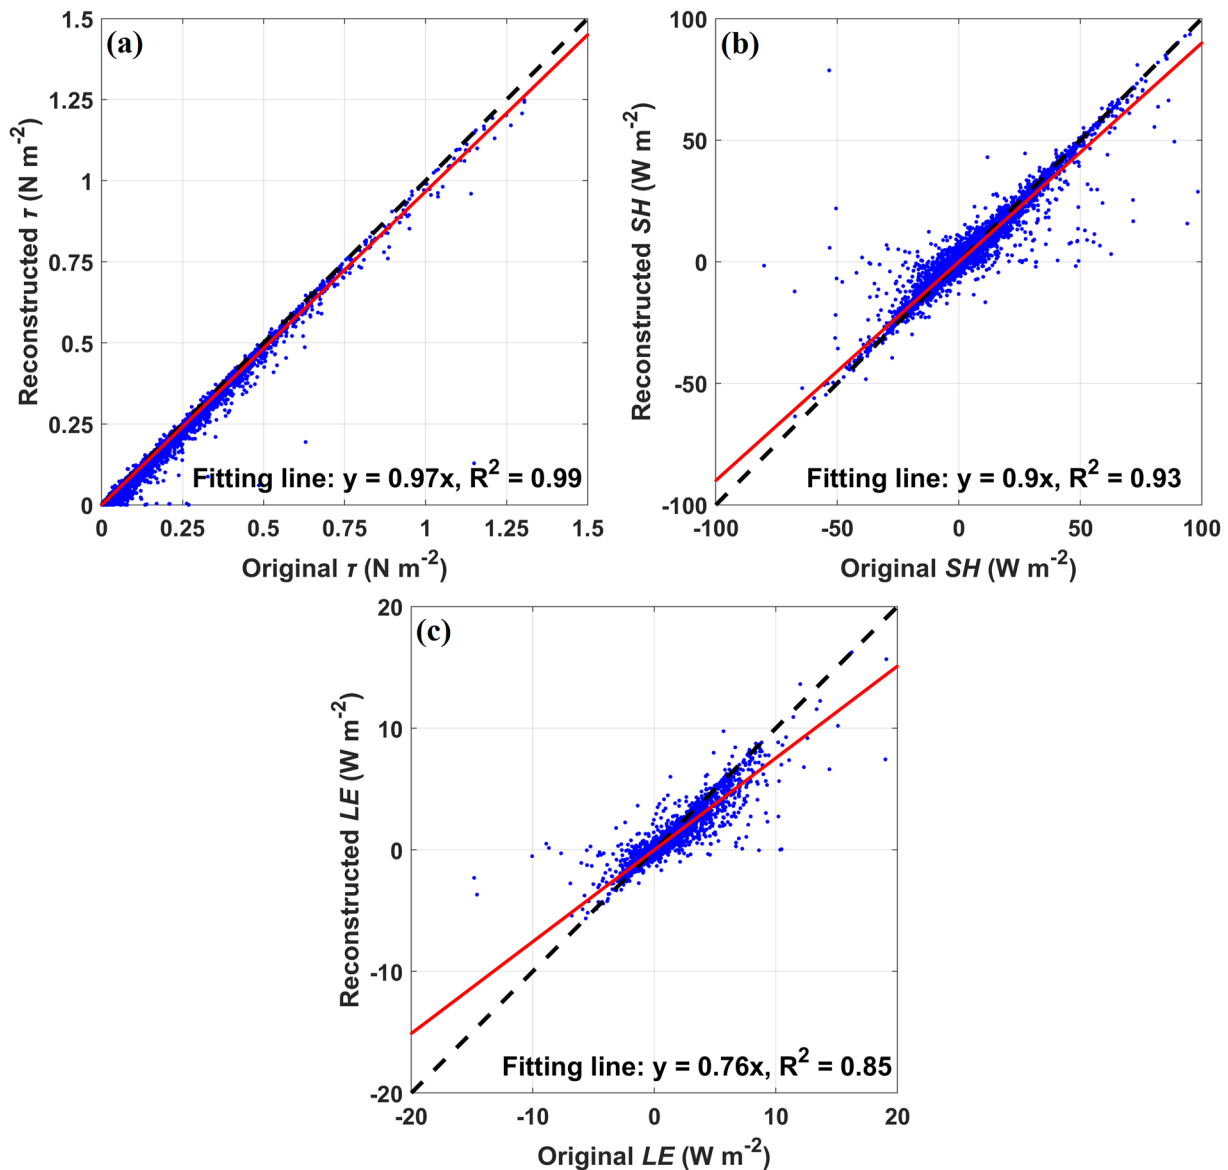 (a)
1.5
1.25
1
0.75
0.5
0.25
0
Reconstructed τ (N m⁻²)
Fitting line: y = 0.97x, R² = 0.99
0 0.25 0.5 0.75 1 1.25 1.5
Original τ (N m⁻²)
(b)
100
50
0
-50
-100
Reconstructed SH (W m⁻²)
Fitting line: y = 0.9x, R² = 0.93
-100 -50 0 50 100
Original SH (W m⁻²)
(c)
20
10
0
-10
-20
Reconstructed LE (W m⁻²)
Fitting line: y = 0.76x, R² = 0.85
-20 -10 0 10 20
Original LE (W m⁻²)